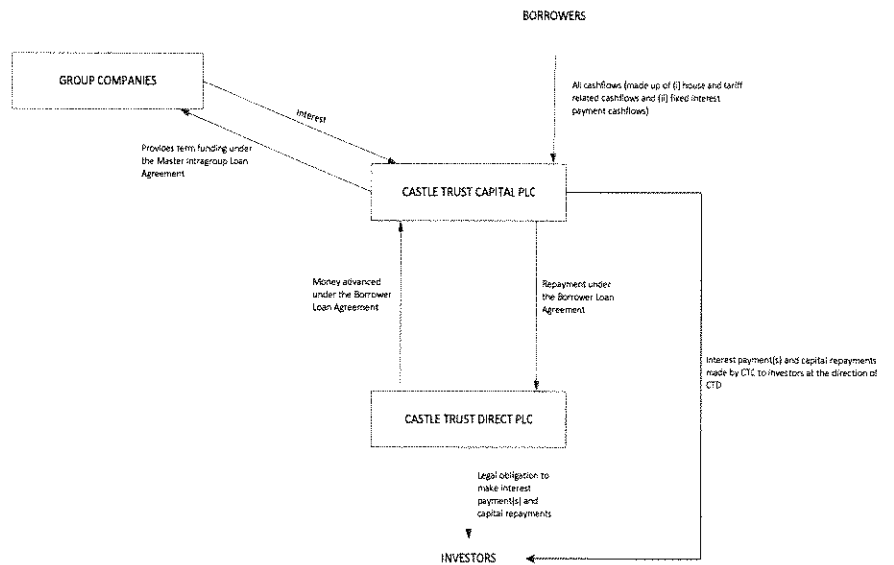 BORROWERS
GROUP COMPANIES
All cashflows (made up of (i) house and tariff
related cashflows and (ii) fixed interest
payment cashflows)
Interest
Provides term funding under
the Master Intragroup Loan
Agreement
CASTLE TRUST CAPITAL PLC
Money advanced
under the Borrower
Loan Agreement
Repayment under
the Borrower Loan
Agreement
Interest payment(s) and capital repayments
made by CTC to investors at the direction of
CTD
CASTLE TRUST DIRECT PLC
Legal obligation to
make interest
payment(s) and
capital repayments
INVESTORS